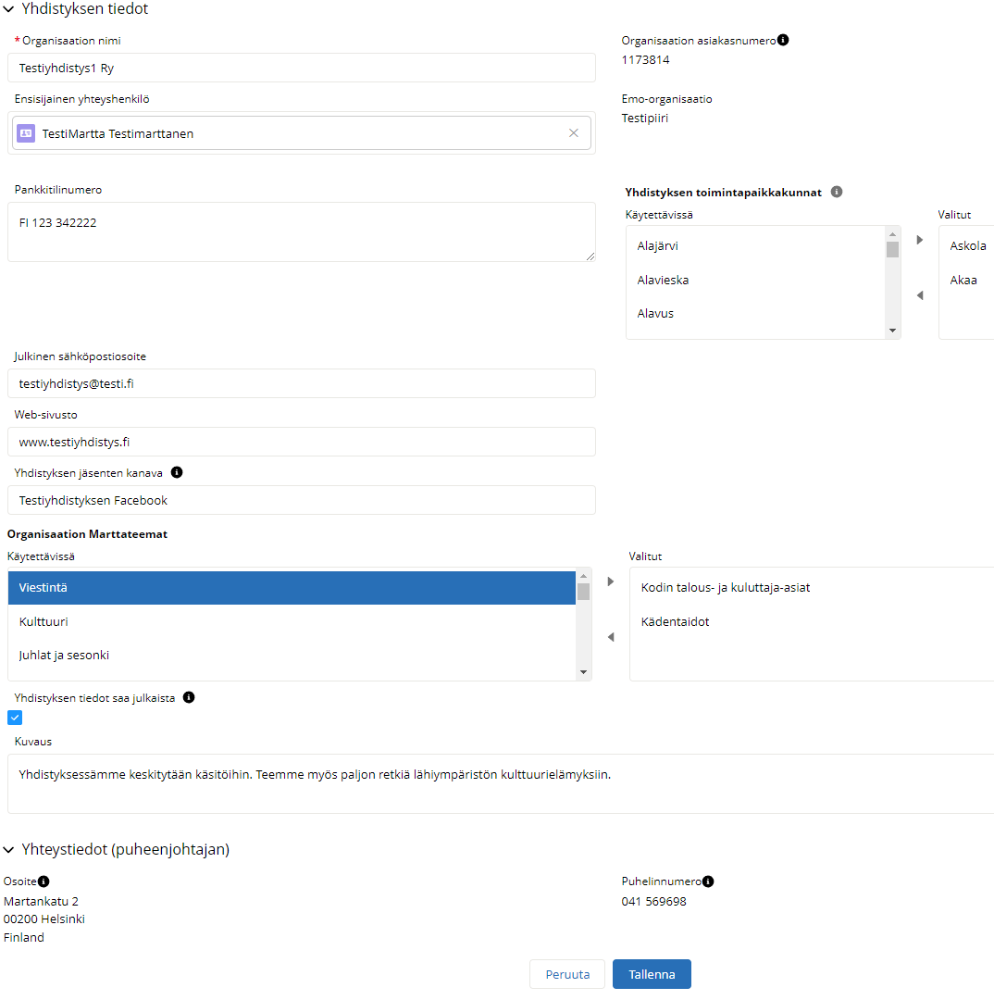 Yhdistyksen tiedot
*Organisaation nimi
Testiyhdistys1 Ry
Organisaation asiakasnumero
1173814
Ensisijainen yhteyshenkilö
TestiMartta Testimarttanen
Emo-organisaatio
Testipiiri
Pankkitilinumero
FI 123 342222
Yhdistyksen toimintapaikkakunnat
Käytettävissä
Alajärvi
Alavieska
Alavus
Valitut
Askola
Akaa
Julkinen sähköpostiosoite
testiyhdistys@testi.fi
Web-sivusto
www.testiyhdistys.fi
Yhdistyksen jäsenten kanava
Testiyhdistyksen Facebook
Organisaation Marttateemat
Käytettävissä
Viestintä
Kulttuuri
Juhlat ja sesonki
Valitut
Kodin talous- ja kuluttaja-asiat
Kädentaidot
Yhdistyksen tiedot saa julkaista
Kuvaus
Yhdistyksessämme keskitytään käsitöihin. Teemme myös paljon retkiä lähiympäristön kulttuurielämyksiin.
Yhteystiedot (puheenjohtajan)
Osoite
Martankatu 2
00200 Helsinki
Finland
Puhelinnumero
041 569698
Peruuta
Tallenna